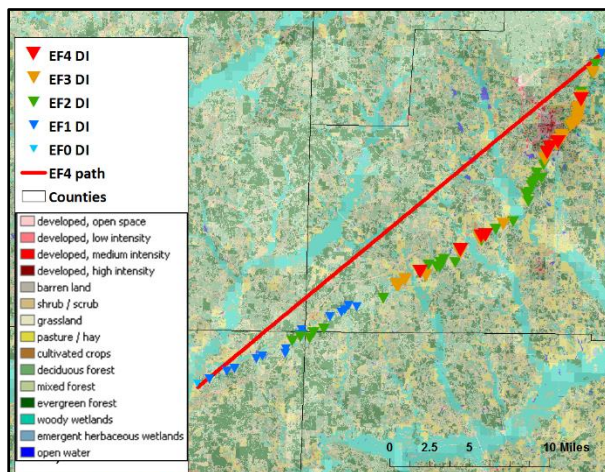 EF4 DI
EF3 DI
EF2 DI
EF1 DI
EF0 DI
EF4 path
Counties
developed, open space
developed, low intensity
developed, medium intensity
developed, high intensity
barren land
shrub / scrub
grassland
pasture / hay
cultivated crops
deciduous forest
mixed forest
evergreen forest
woody wetlands
emergent herbaceous wetlands
open water
0 2.5 5 10 Miles